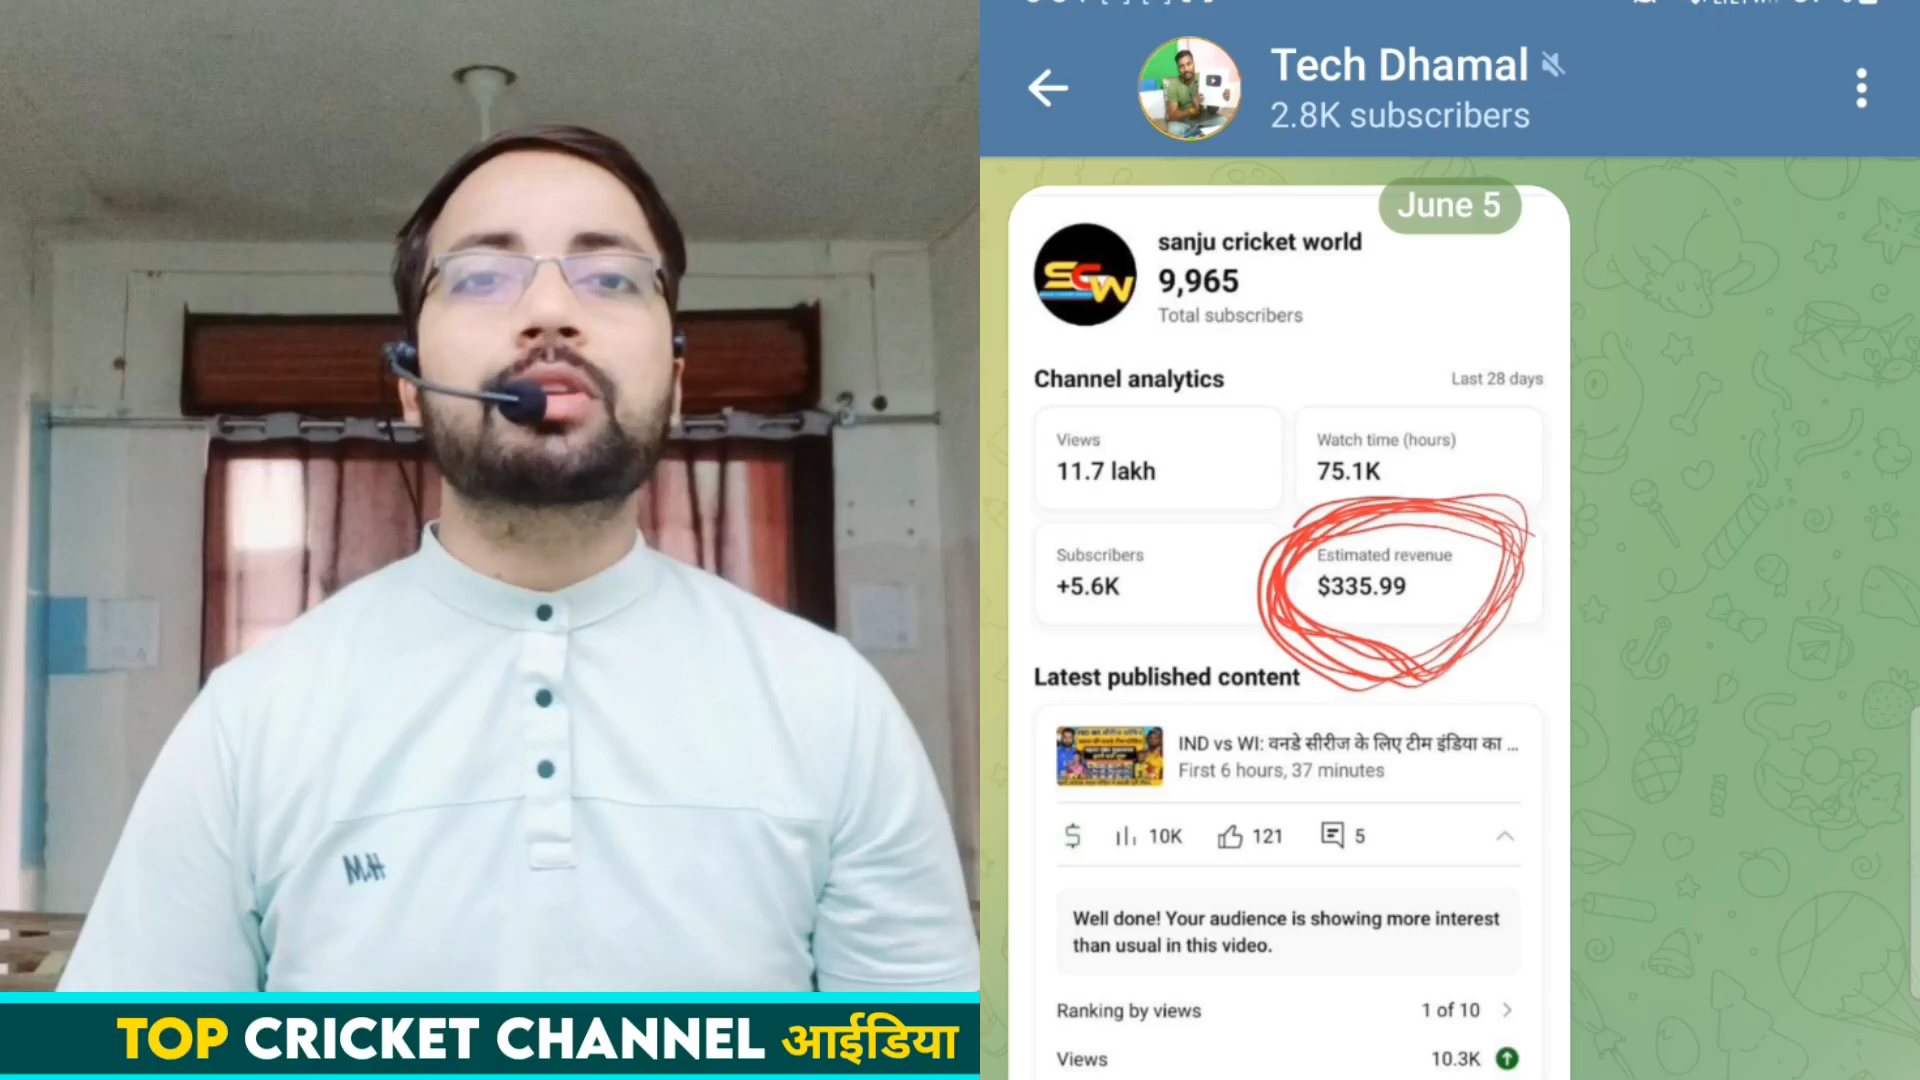 Tech Dhamal
2.8K subscribers
June 5
SCW
sanju cricket world
9,965
Total subscribers
Channel analytics
Last 28 days
Views
11.7 lakh
Watch time (hours)
75.1K
Subscribers
+5.6K
Estimated revenue
$335.99
Latest published content
IND vs WI: वनडे सीरीज के लिए टीम इंडिया का ...
First 6 hours, 37 minutes
$ 10K 121 5
Well done! Your audience is showing more interest
than usual in this video.
Ranking by views
1 of 10
Views
10.3K
M.H
TOP CRICKET CHANNEL आईडिया